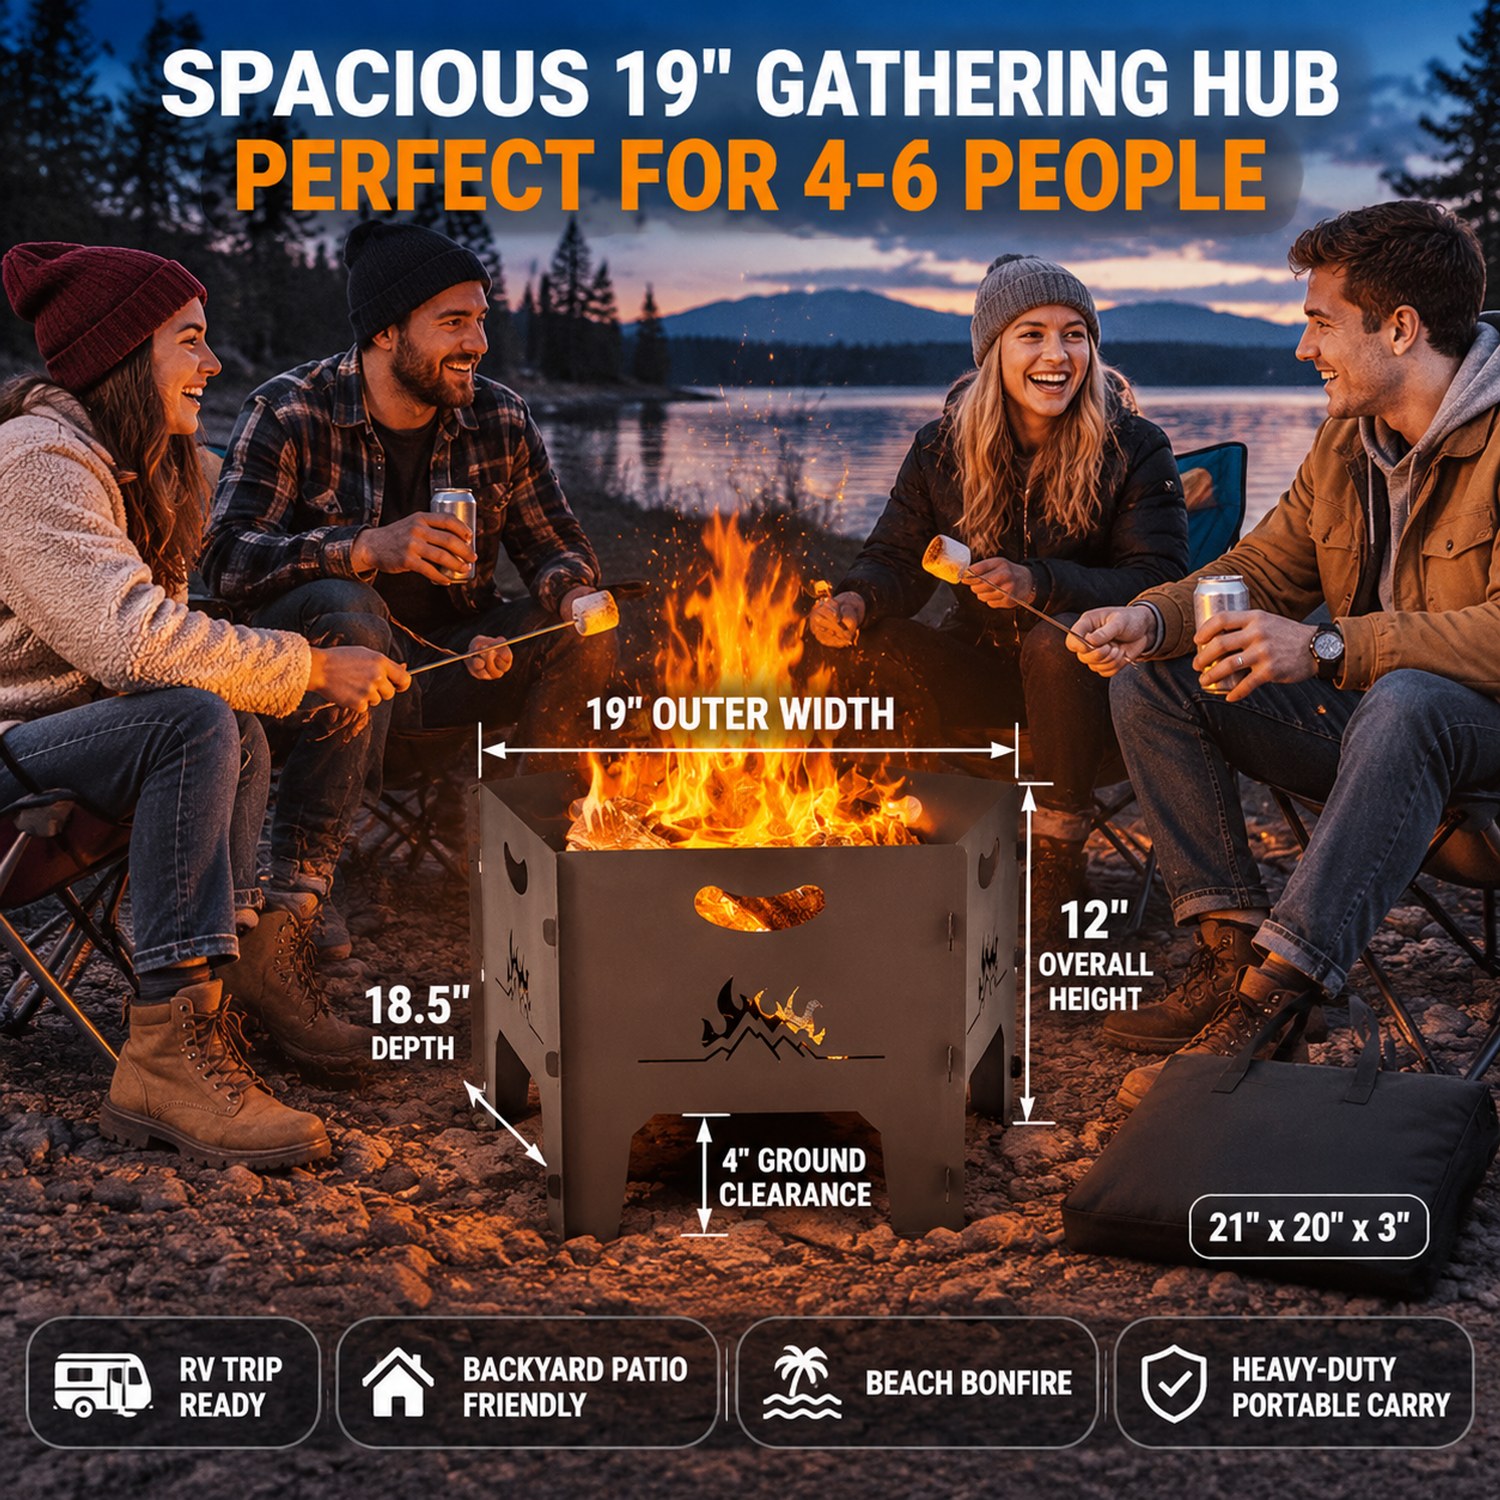 SPACIOUS 19" GATHERING HUB
PERFECT FOR 4-6 PEOPLE
19" OUTER WIDTH
12"
OVERALL
HEIGHT
18.5"
DEPTH
4" GROUND
CLEARANCE
21" x 20" x 3"
RV TRIP
READY
BACKYARD PATIO
FRIENDLY
BEACH BONFIRE
HEAVY-DUTY
PORTABLE CARRY